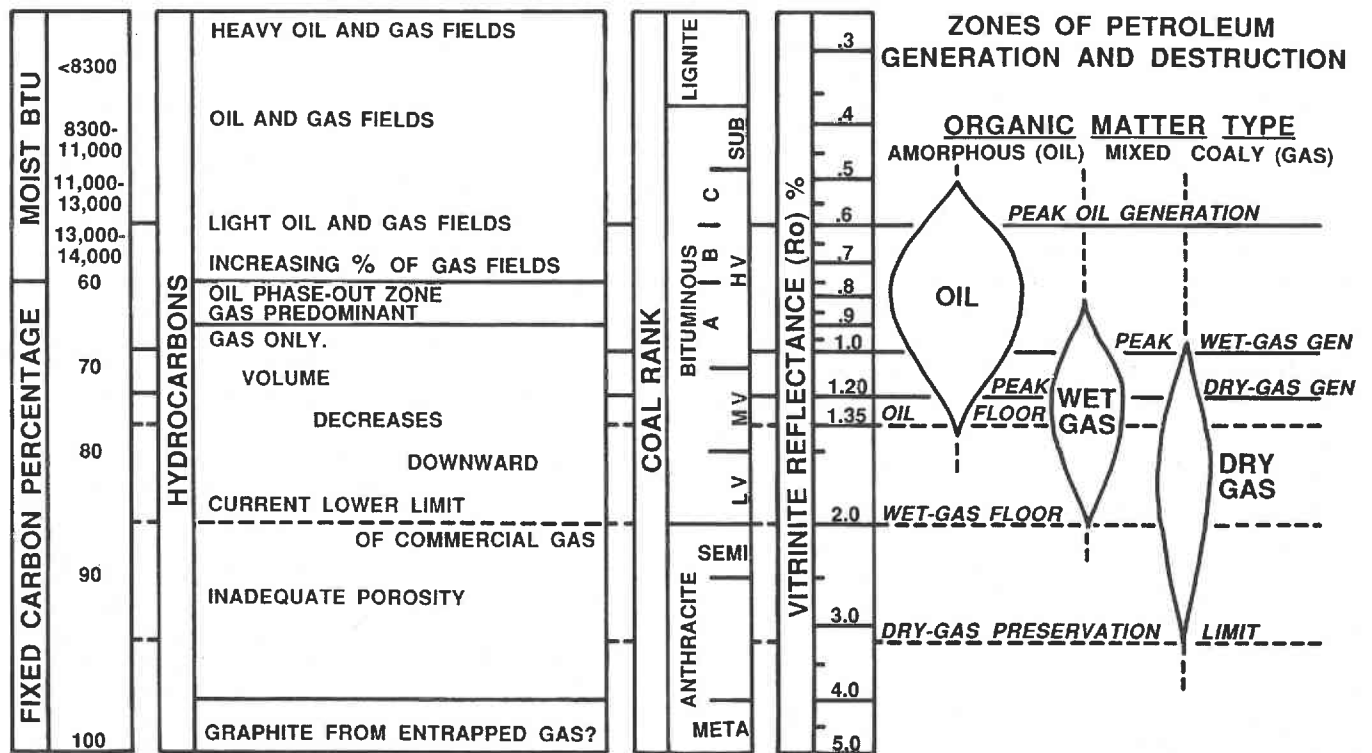 MOIST BTU
<8300
8300-
11,000
11,000-
13,000
13,000-
14,000
FIXED CARBON PERCENTAGE
60
70
80
90
100
HYDROCARBONS
HEAVY OIL AND GAS FIELDS
OIL AND GAS FIELDS
LIGHT OIL AND GAS FIELDS
INCREASING % OF GAS FIELDS
OIL PHASE-OUT ZONE
GAS PREDOMINANT
GAS ONLY.
VOLUME
DECREASES
DOWNWARD
CURRENT LOWER LIMIT
OF COMMERCIAL GAS
INADEQUATE POROSITY
GRAPHITE FROM ENTRAPPED GAS?
COAL RANK
LIGNITE
BITUMINOUS
SUB
C
B
HV
A
MV
LV
ANTHRACITE
SEMI
META
VITRINITE REFLECTANCE (Ro) %
.3
.4
.5
.6
.7
.8
.9
1.0
1.20
1.35
2.0
3.0
4.0
5.0
ZONES OF PETROLEUM
GENERATION AND DESTRUCTION
ORGANIC MATTER TYPE
AMORPHOUS (OIL) MIXED COALY (GAS)
PEAK OIL GENERATION
OIL
PEAK WET-GAS GEN
PEAK DRY-GAS GEN
WET
GAS
OIL FLOOR
DRY
GAS
WET-GAS FLOOR
DRY-GAS PRESERVATION LIMIT